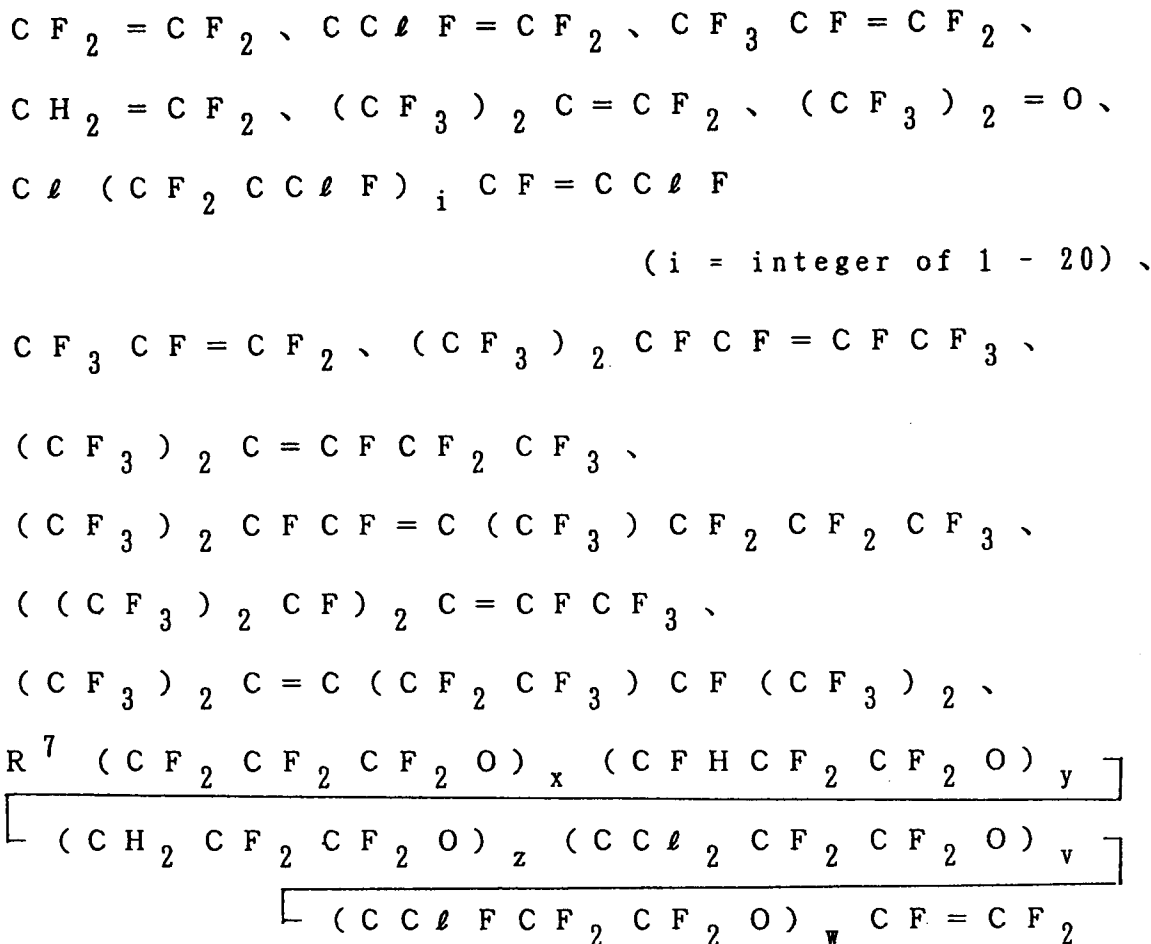 CF₂=CF₂、CCℓF=CF₂、CF₃CF=CF₂、
CH₂=CF₂、(CF₃)₂C=CF₂、(CF₃)₂=O、
Cℓ(CF₂CCℓF)ᵢCF=CCℓF
(i = integer of 1 - 20)、
CF₃CF=CF₂、(CF₃)₂CFCF=CFCF₃、
(CF₃)₂C=CFCF₂CF₃、
(CF₃)₂CFCF=C(CF₃)CF₂CF₂CF₃、
((CF₃)₂CF)₂C=CFCF₃、
(CF₃)₂C=C(CF₂CF₃)CF(CF₃)₂、
R⁷(CF₂CF₂CF₂O)x(CFHCF₂CF₂O)y
(CH₂CF₂CF₂O)z(CCℓ₂CF₂CF₂O)v
(CCℓFCF₂CF₂O)wCF=CF₂